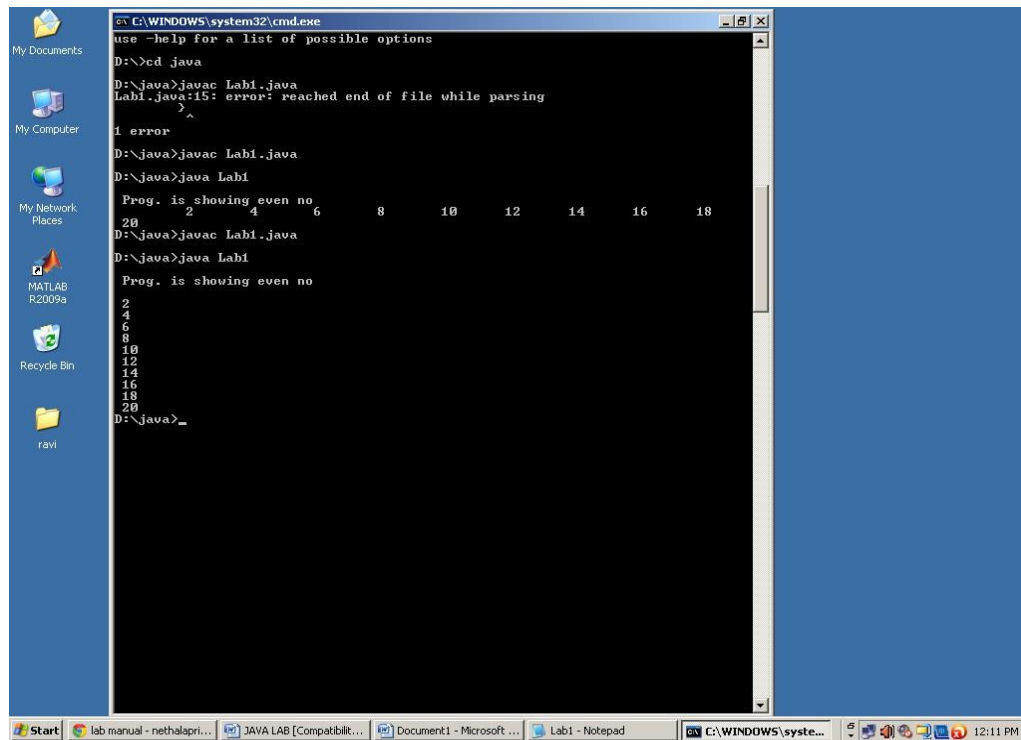 My Documents
My Computer
My Network
Places
MATLAB
R2009a
Recycle Bin
ravi
C:\WINDOWS\system32\cmd.exe
use -help for a list of possible options
D:\>cd java
D:\java>javac Lab1.java
Lab1.java:15: error: reached end of file while parsing
}
^
1 error
D:\java>javac Lab1.java
D:\java>java Lab1
Prog. is showing even no
2 4 6 8 10 12 14 16 18
20
D:\java>javac Lab1.java
D:\java>java Lab1
Prog. is showing even no
2
4
6
8
10
12
14
16
18
20
D:\java>_
Start lab manual - nethalapri... JAVA LAB [Compatibilit... Document1 - Microsoft ... Lab1 - Notepad C:\WINDOWS\syste... 12:11 PM